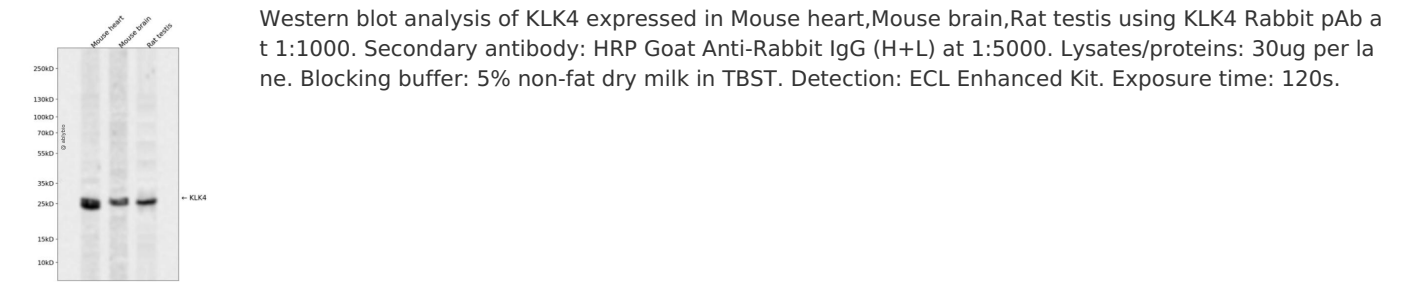 Mouse heart
Mouse brain
Rat testis
250kD
130kD
100kD
70kD
55kD
35kD
25kD
15kD
10kD
@ abybio
← KLK4
Western blot analysis of KLK4 expressed in Mouse heart,Mouse brain,Rat testis using KLK4 Rabbit pAb a
t 1:1000. Secondary antibody: HRP Goat Anti-Rabbit IgG (H+L) at 1:5000. Lysates/proteins: 30ug per la
ne. Blocking buffer: 5% non-fat dry milk in TBST. Detection: ECL Enhanced Kit. Exposure time: 120s.